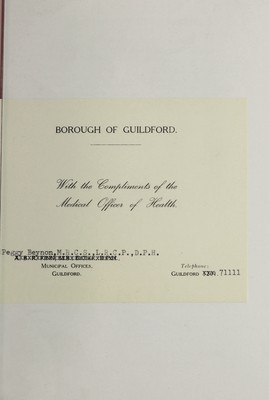 BOROUGH OF GUILDFORD.
With the Compliments of the
Medical Officer of Health.
Peggy Beynon, M.R.C.S., L.R.C.P., D.P.H.
MUNICIPAL OFFICES, Telephone:
GUILDFORD. GUILDFORD 71111